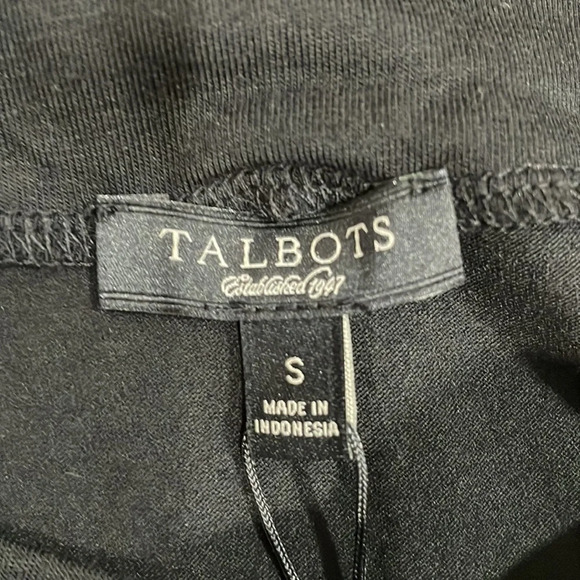 TALBOTS
Established 1947
S
MADE IN
INDONESIA